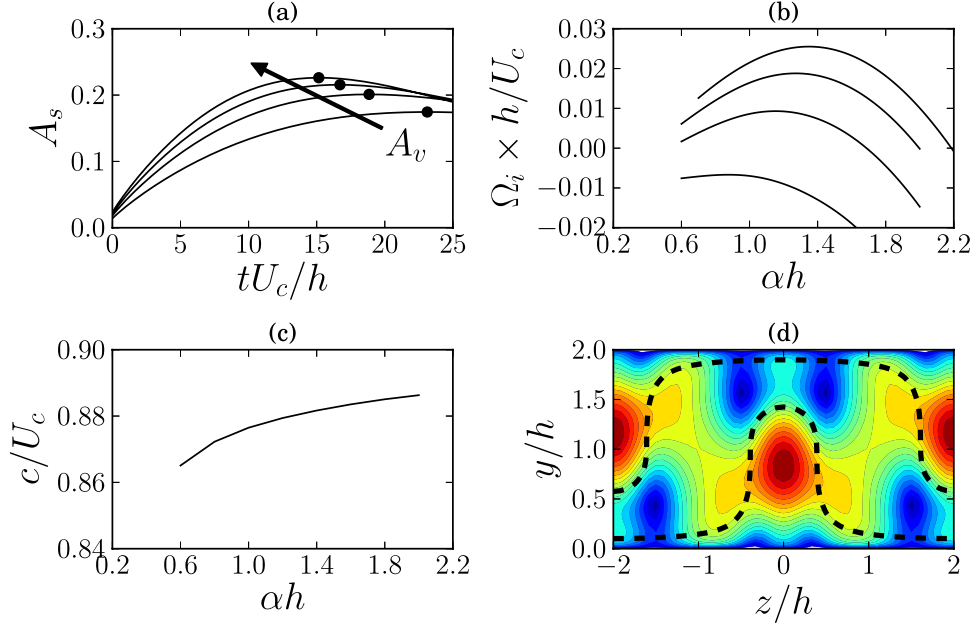 (a)
A_s
0.3
0.2
0.1
0.0
A_v
0 5 10 15 20 25
tU_c/h
(b)
Ω_i × h/U_c
0.03
0.02
0.01
0.00
−0.01
−0.02
0.2 0.6 1.0 1.4 1.8 2.2
αh
(c)
c/U_c
0.90
0.88
0.86
0.84
0.2 0.6 1.0 1.4 1.8 2.2
αh
(d)
y/h
2.0
1.5
1.0
0.5
0.0
−2 −1 0 1 2
z/h